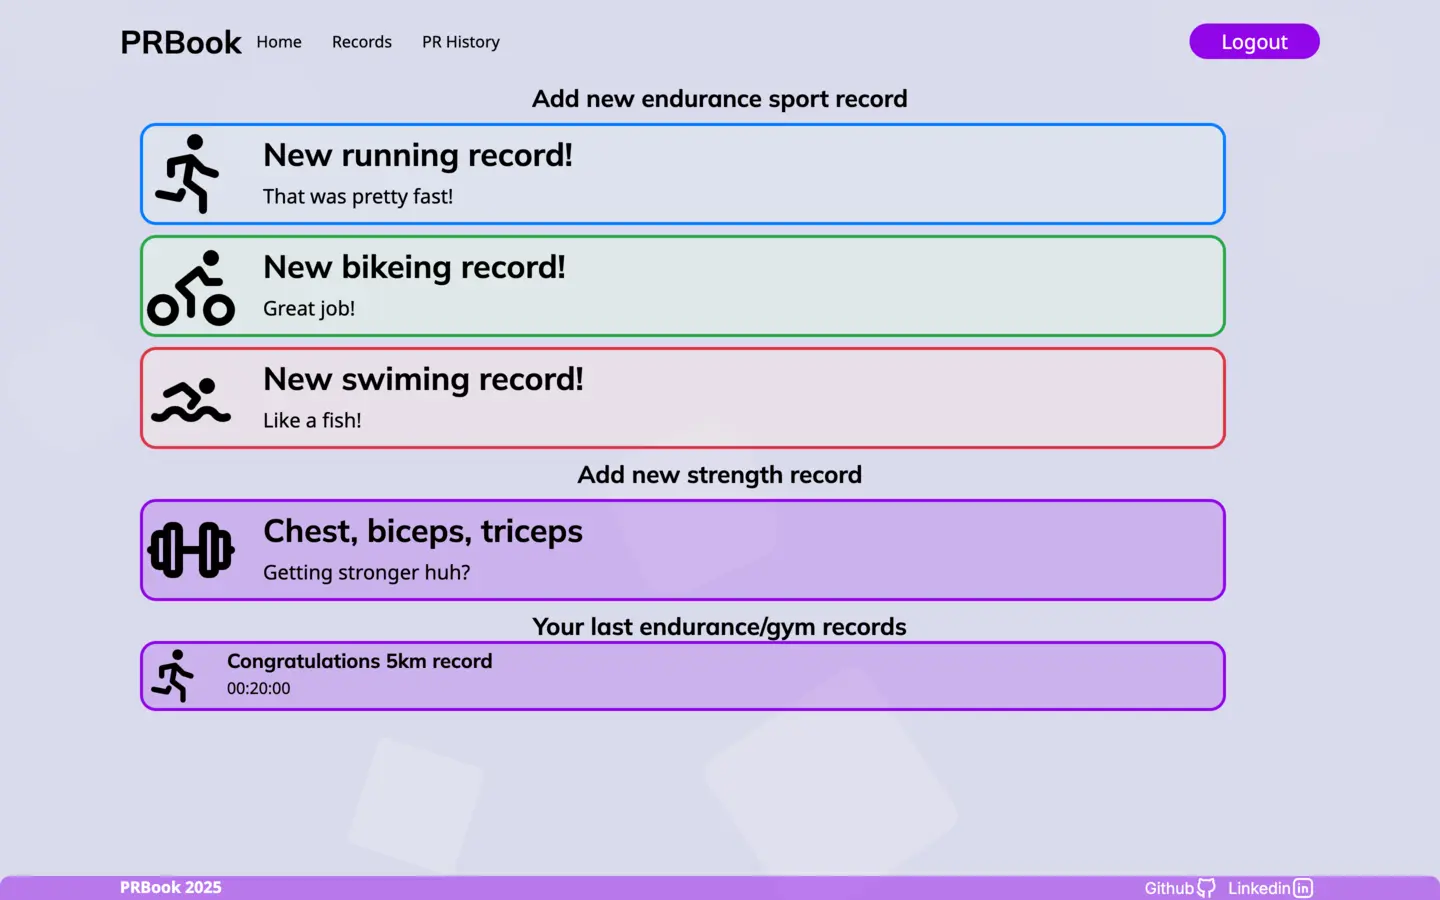 PRBook Home Records PR History Logout
Add new endurance sport record
New running record!
That was pretty fast!
New bikeing record!
Great job!
New swiming record!
Like a fish!
Add new strength record
Chest, biceps, triceps
Getting stronger huh?
Your last endurance/gym records
Congratulations 5km record
00:20:00
PRBook 2025 Github Linkedin